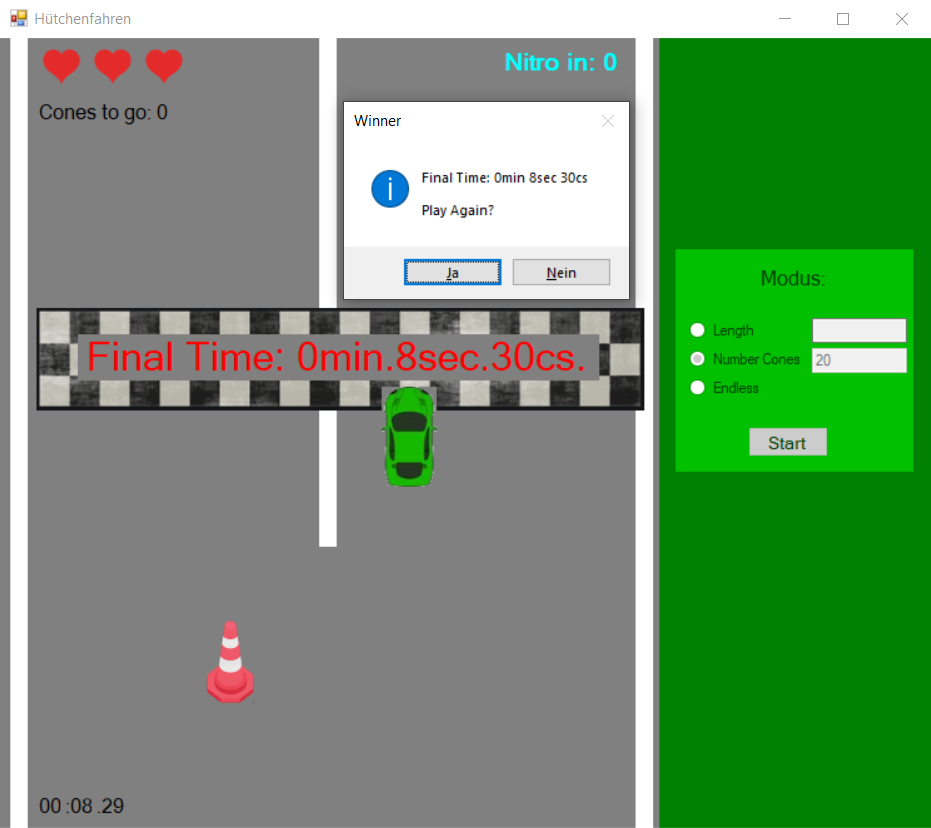 Hütchenfahren
Nitro in: 0
Cones to go: 0
Winner
Final Time: 0min 8sec 30cs
Play Again?
Ja
Nein
Final Time: 0min.8sec.30cs.
Modus:
Length
Number Cones 20
Endless
Start
00 :08 .29